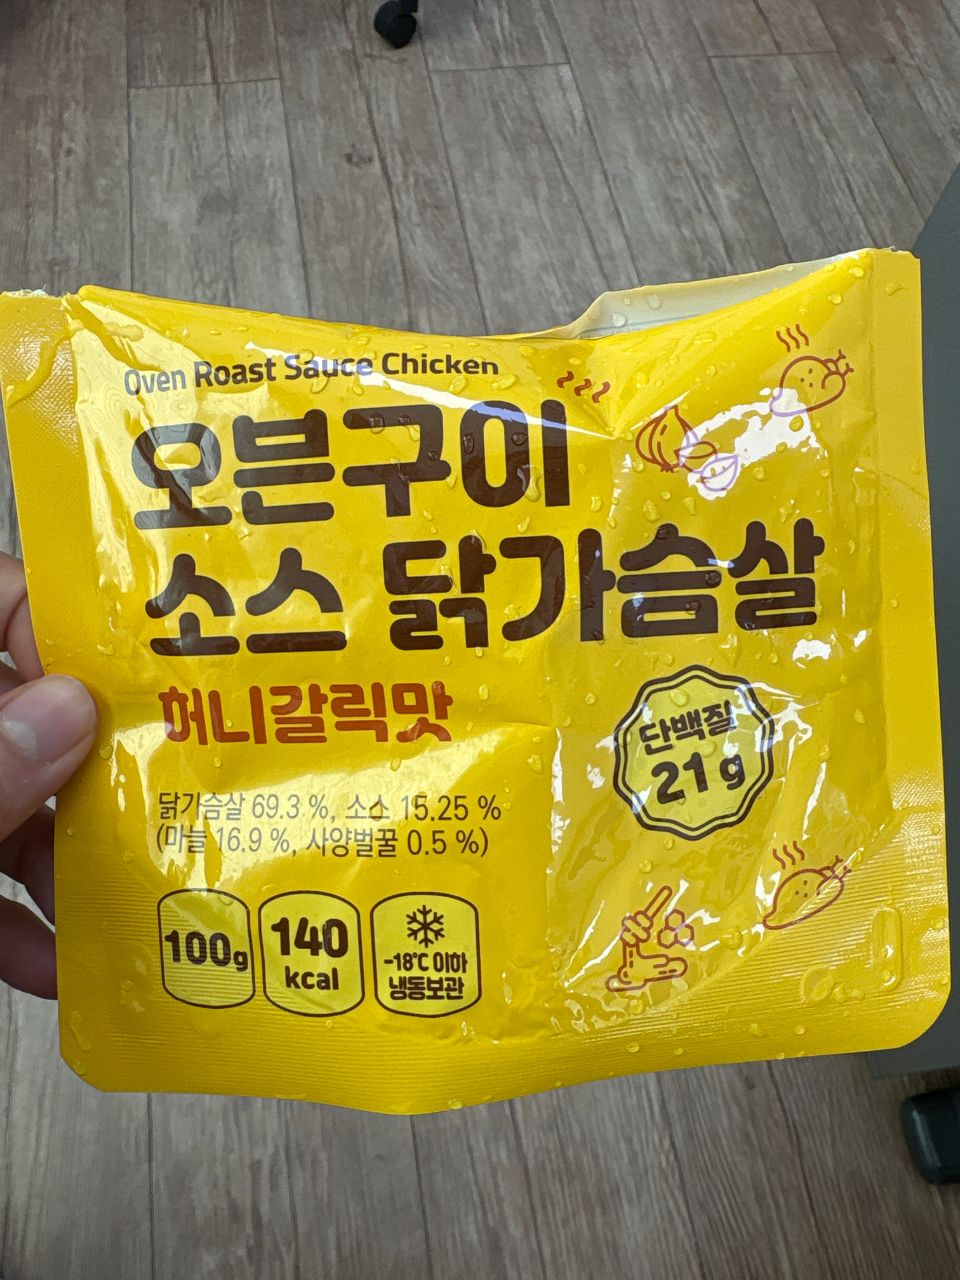 Oven Roast Sauce Chicken
오븐구이
소스 닭가슴살
허니갈릭맛
단백질
21g
닭가슴살 69.3 %, 소스 15.25 %
(마늘 16.9 %, 사양벌꿀 0.5 %)
100g
140
kcal
-18℃ 이하
냉동보관